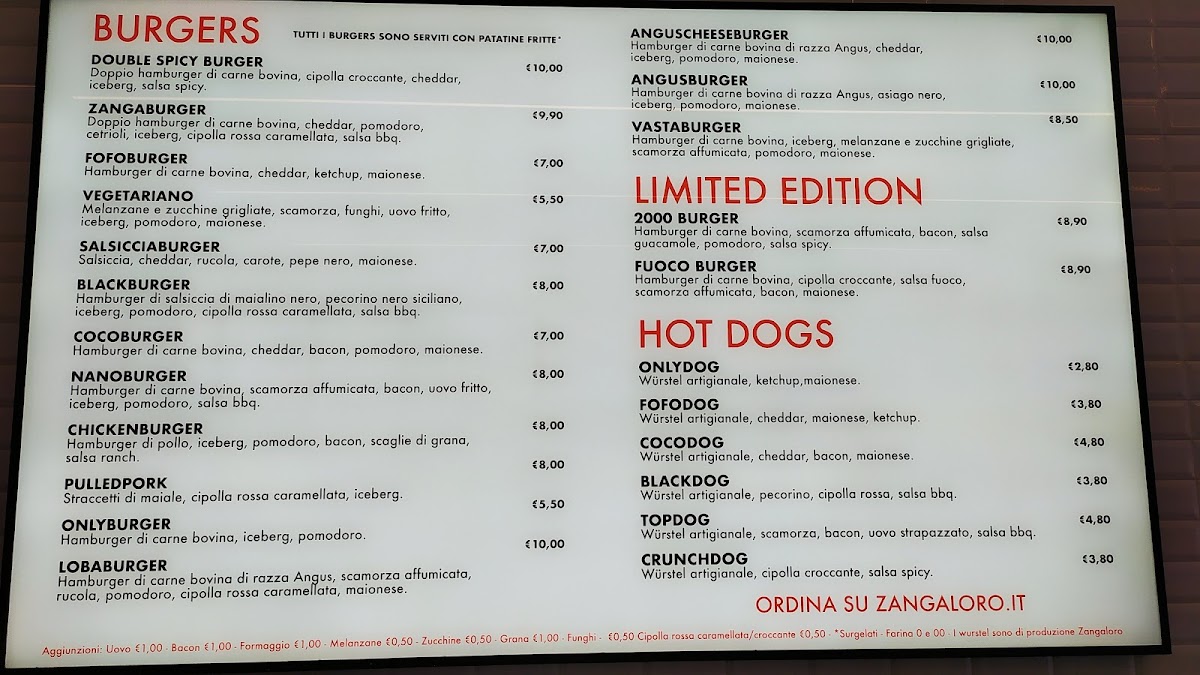 BURGERS TUTTI I BURGERS SONO SERVITI CON PATATINE FRITTE*
DOUBLE SPICY BURGER €10,00
Doppio hamburger di carne bovina, cipolla croccante, cheddar,
iceberg, salsa spicy.
ZANGABURGER €9,90
Doppio hamburger di carne bovina, cheddar, pomodoro,
cetrioli, iceberg, cipolla rossa caramellata, salsa bbq.
FOFOBURGER €7,00
Hamburger di carne bovina, cheddar, ketchup, maionese.
VEGETARIANO €5,50
Melanzane e zucchine grigliate, scamorza, funghi, uovo fritto,
iceberg, pomodoro, maionese.
SALSICCIABURGER €7,00
Salsiccia, cheddar, rucola, carote, pepe nero, maionese.
BLACKBURGER €8,00
Hamburger di salsiccia di maialino nero, pecorino nero siciliano,
iceberg, pomodoro, cipolla rossa caramellata, salsa bbq.
COCOBURGER €7,00
Hamburger di carne bovina, cheddar, bacon, pomodoro, maionese.
NANOBURGER €8,00
Hamburger di carne bovina, scamorza affumicata, bacon, uovo fritto,
iceberg, pomodoro, salsa bbq.
CHICKENBURGER €8,00
Hamburger di pollo, iceberg, pomodoro, bacon, scaglie di grana,
salsa ranch.
PULLEDPORK €8,00
Straccetti di maiale, cipolla rossa caramellata, iceberg.
ONLYBURGER €5,50
Hamburger di carne bovina, iceberg, pomodoro.
LOBABURGER €10,00
Hamburger di carne bovina di razza Angus, scamorza affumicata,
rucola, pomodoro, cipolla rossa caramellata, maionese.
ANGUSCHEESEBURGER €10,00
Hamburger di carne bovina di razza Angus, cheddar,
iceberg, pomodoro, maionese.
ANGUSBURGER €10,00
Hamburger di carne bovina di razza Angus, asiago nero,
iceberg, pomodoro, maionese.
VASTABURGER €8,50
Hamburger di carne bovina, iceberg, melanzane e zucchine grigliate,
scamorza affumicata, pomodoro, maionese.
LIMITED EDITION
2000 BURGER €8,90
Hamburger di carne bovina, scamorza affumicata, bacon, salsa
guacamole, pomodoro, salsa spicy.
FUOCO BURGER €8,90
Hamburger di carne bovina, cipolla croccante, salsa fuoco,
scamorza affumicata, bacon, maionese.
HOT DOGS
ONLYDOG €2,80
Würstel artigianale, ketchup,maionese.
FOFODOG €3,80
Würstel artigianale, cheddar, maionese, ketchup.
COCODOG €4,80
Würstel artigianale, cheddar, bacon, maionese.
BLACKDOG €3,80
Würstel artigianale, pecorino, cipolla rossa, salsa bbq.
TOPDOG €4,80
Würstel artigianale, scamorza, bacon, uovo strapazzato, salsa bbq.
CRUNCHDOG €3,80
Würstel artigianale, cipolla croccante, salsa spicy.
ORDINA SU ZANGALORO.IT
Aggiunzioni: Uovo €1,00 - Bacon €1,00 - Formaggio €1,00 - Melanzane €0,50 - Zucchine €0,50 - Grana €1,00 - Funghi - €0,50 Cipolla rossa caramellata/croccante €0,50 - *Surgelati - Farina 0 e 00 - I wurstel sono di produzione Zangaloro